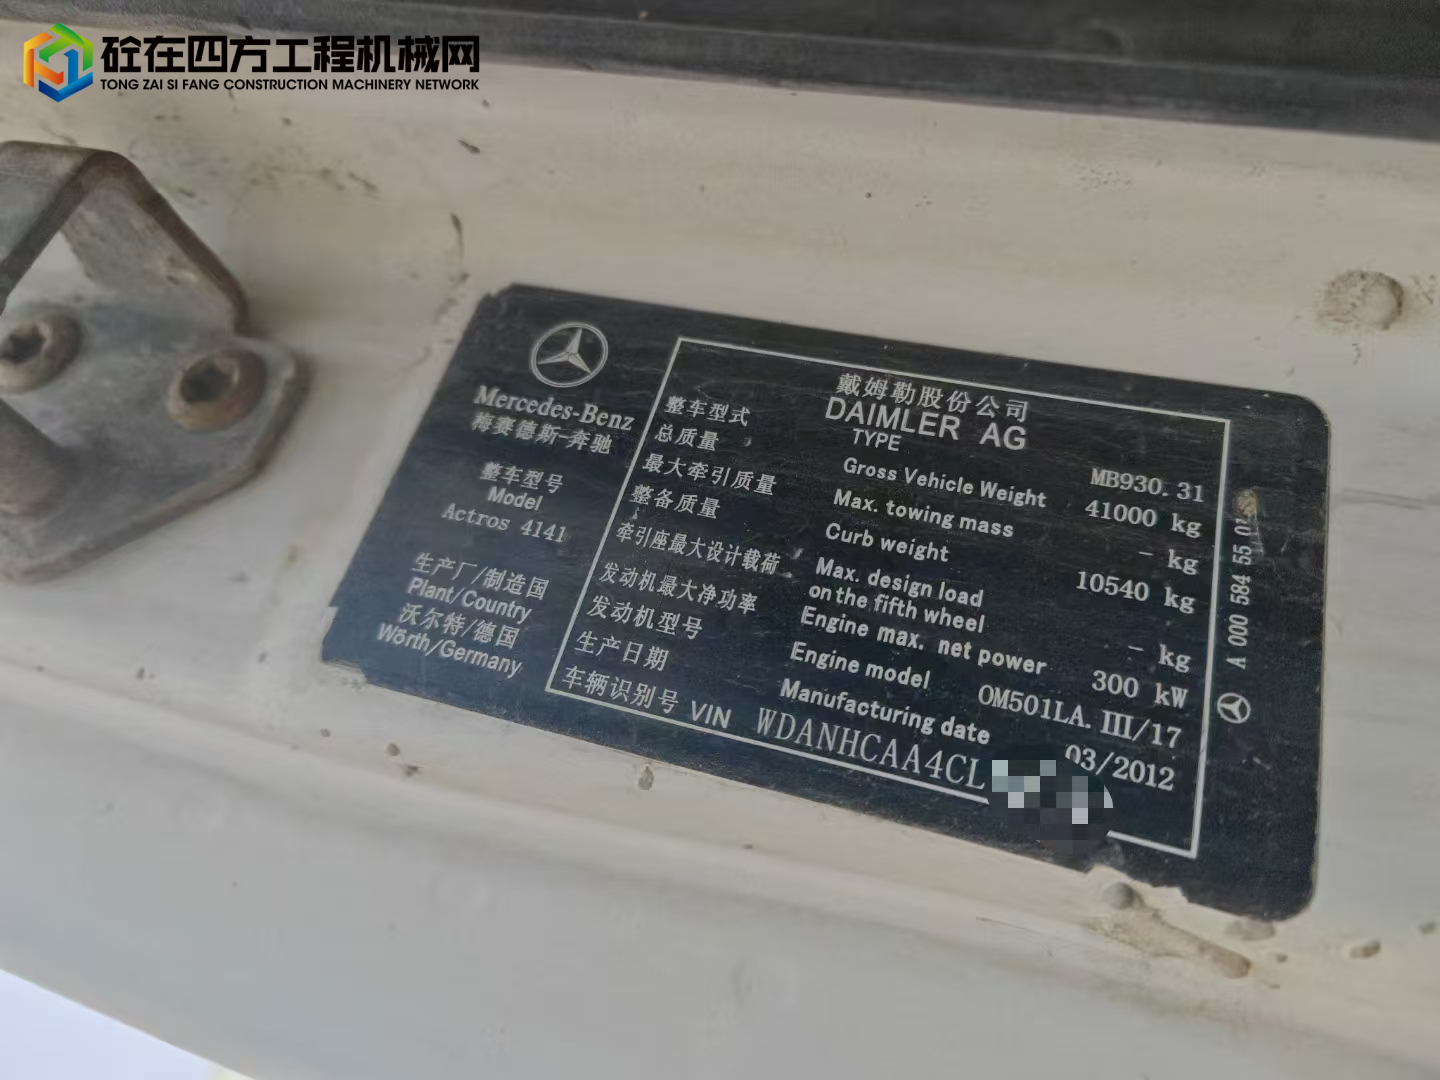 砼在四方工程机械网
TONG ZAI SI FANG CONSTRUCTION MACHINERY NETWORK
Mercedes-Benz
梅赛德斯-奔驰
整车型号
Model
Actros 4141
生产厂/制造国
Plant/Country
沃尔特/德国
Wörth/Germany
戴姆勒股份公司
DAIMLER AG
整车型式 TYPE MB930.31
总质量 Gross Vehicle Weight 41000 kg
最大牵引质量 Max. towing mass - kg
整备质量 Curb weight 10540 kg
牵引座最大设计载荷 Max. design load
on the fifth wheel - kg
发动机最大净功率 Engine max. net power 300 kW
发动机型号 Engine model OM501LA.III/17
生产日期 Manufacturing date 03/2012
车辆识别号 VIN WDANHCAA4CL
A 000 584 55 0